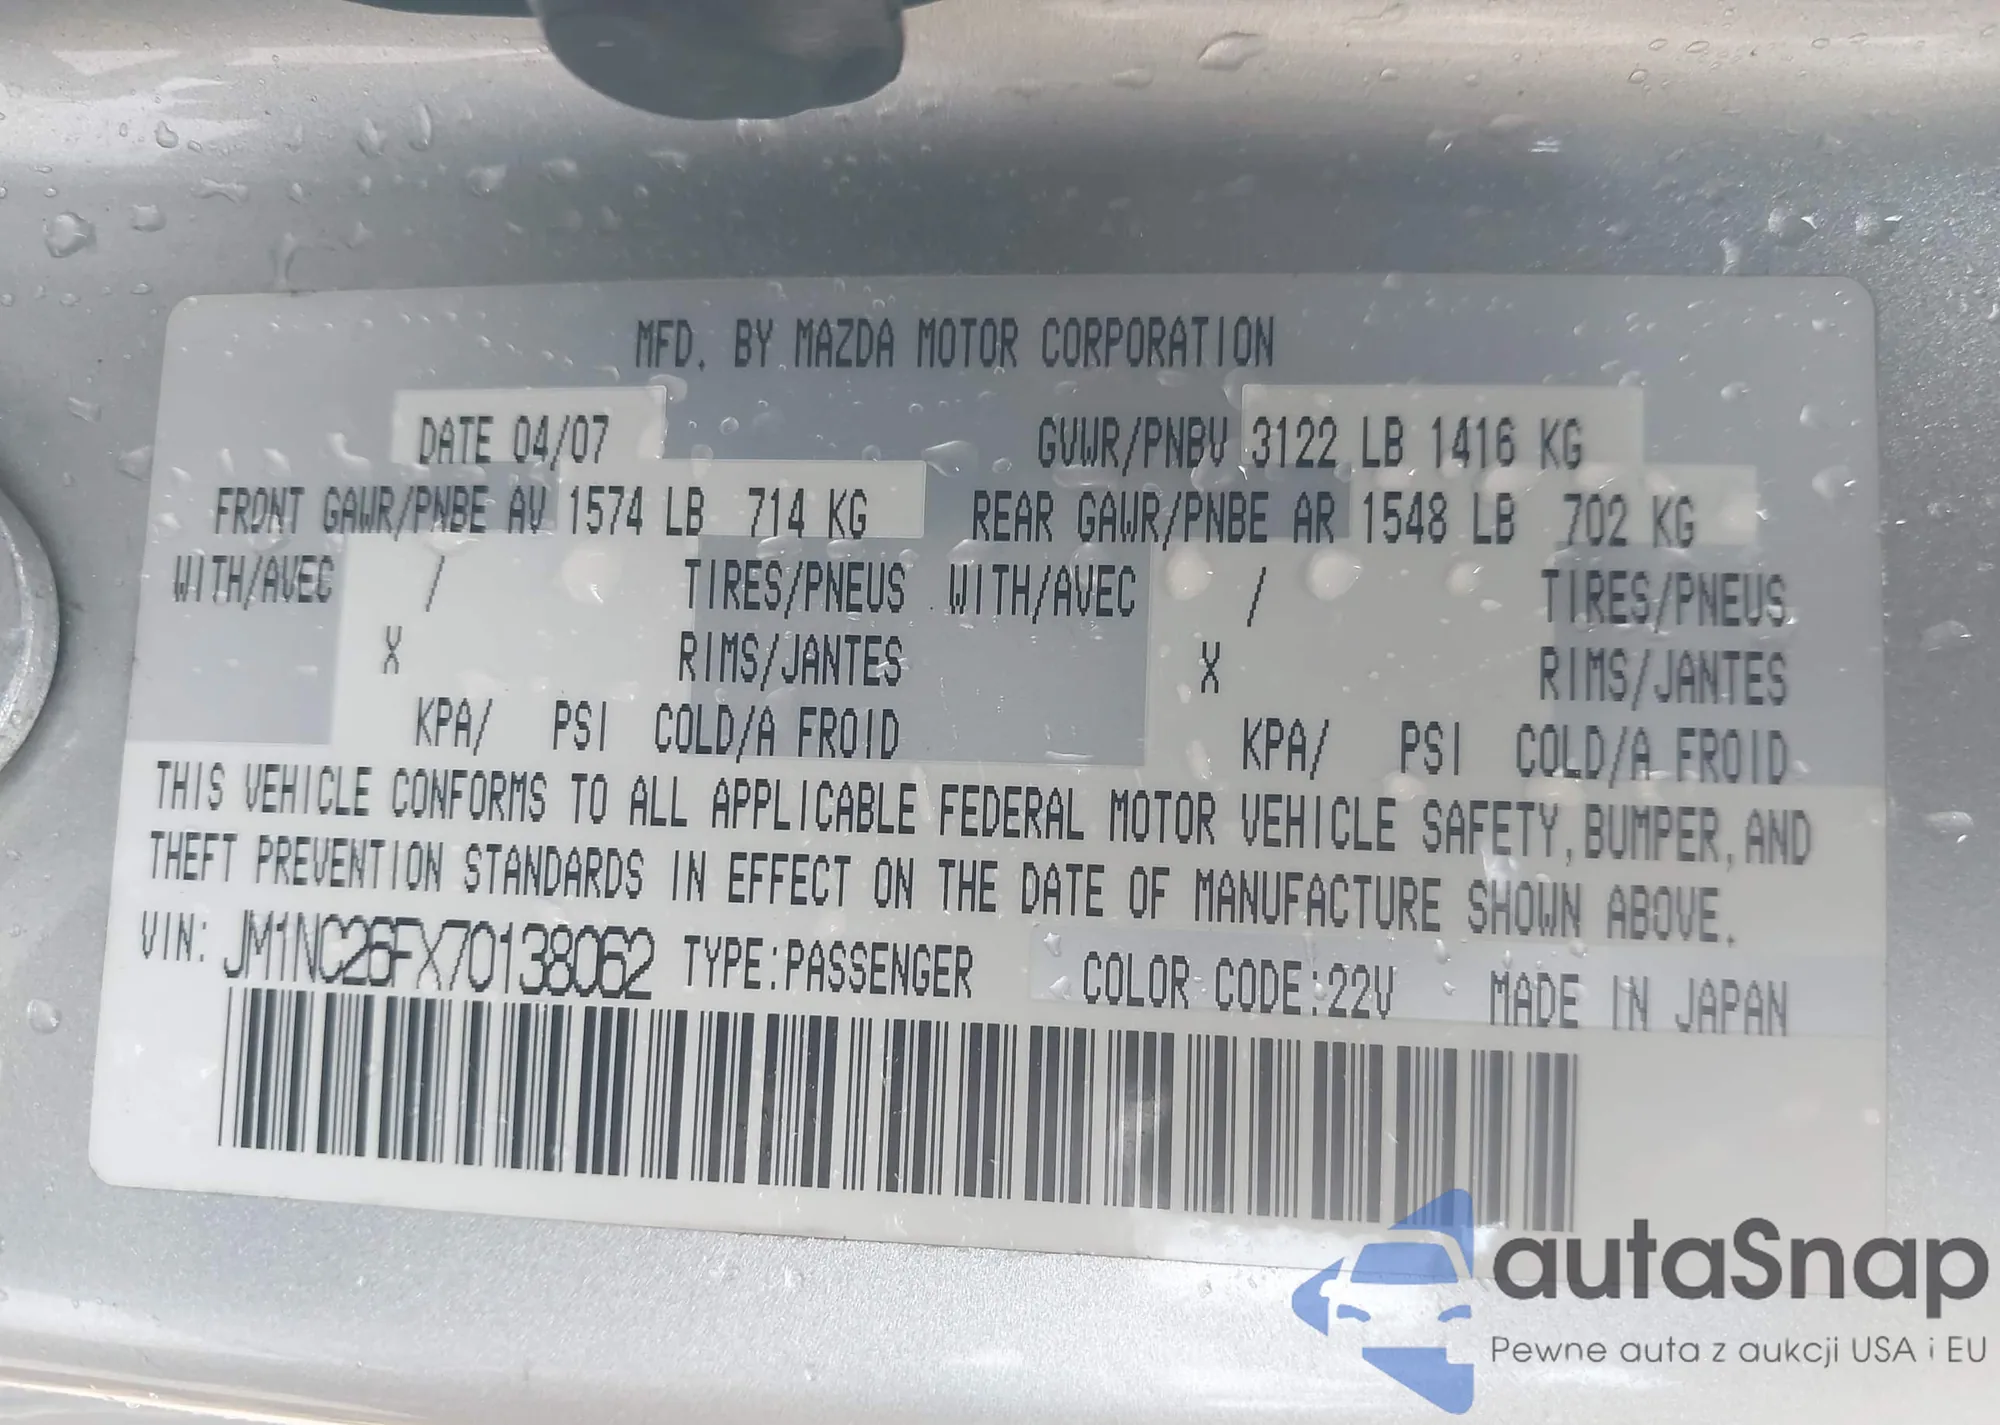 MFD. BY MAZDA MOTOR CORPORATION
DATE 04/07 GVWR/PNBV 3122 LB 1416 KG
FRONT GAWR/PNBE AV 1574 LB 714 KG REAR GAWR/PNBE AR 1548 LB 702 KG
WITH/AVEC / TIRES/PNEUS WITH/AVEC / TIRES/PNEUS
X RIMS/JANTES X RIMS/JANTES
KPA/ PSI COLD/A FROID KPA/ PSI COLD/A FROID
THIS VEHICLE CONFORMS TO ALL APPLICABLE FEDERAL MOTOR VEHICLE SAFETY, BUMPER, AND
THEFT PREVENTION STANDARDS IN EFFECT ON THE DATE OF MANUFACTURE SHOWN ABOVE.
VIN: JM1NC26FX70138062 TYPE:PASSENGER COLOR CODE:22V MADE IN JAPAN
autaSnap
Pewne auta z aukcji USA i EU